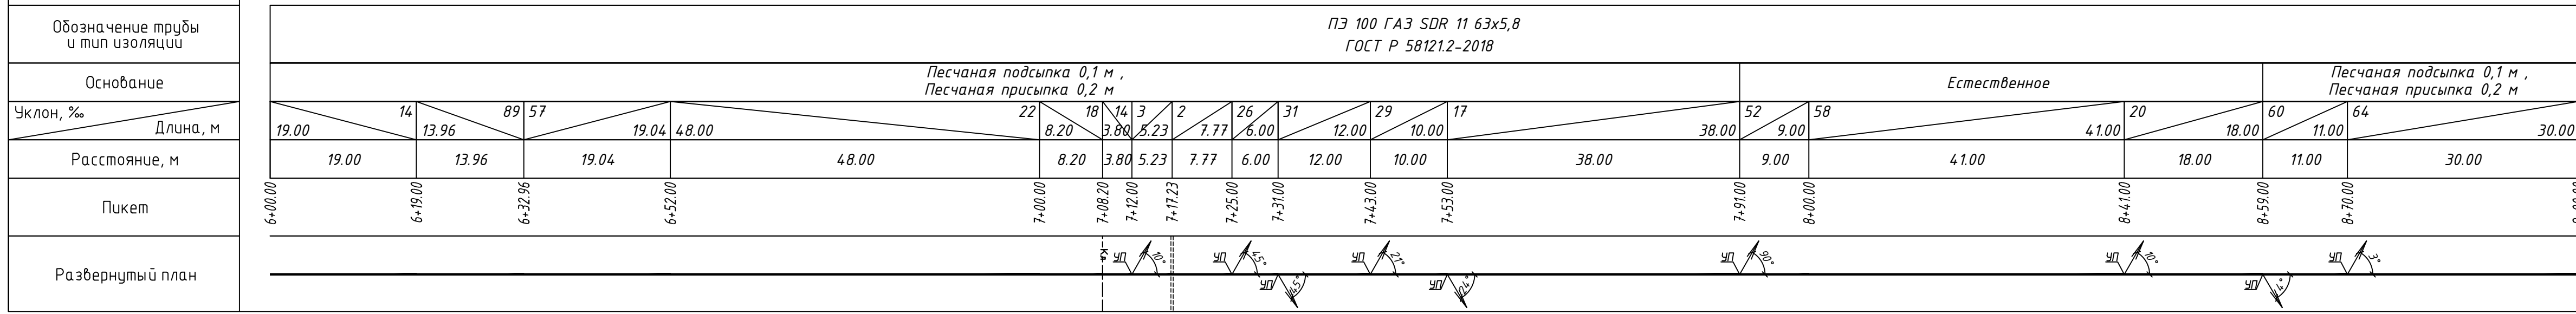 Обозначение трубы
и тип изоляции
ПЭ 100 ГАЗ SDR 11 63х5,8
ГОСТ Р 58121.2-2018
Основание
Песчаная подсыпка 0,1 м ,
Песчаная присыпка 0,2 м
Естественное
Песчаная подсыпка 0,1 м ,
Песчаная присыпка 0,2 м
Уклон, ‰
14 89 57 22 18 14 3 2 26 31 29 17 52 58 20 60 64
Длина, м
19.00 13.96 19.04 48.00 8.20 3.80 5.23 7.77 6.00 12.00 10.00 38.00 9.00 41.00 18.00 11.00 30.00
Расстояние, м
19.00 13.96 19.04 48.00 8.20 3.80 5.23 7.77 6.00 12.00 10.00 38.00 9.00 41.00 18.00 11.00 30.00
Пикет
6+00.00 6+19.00 6+32.96 6+52.00 7+00.00 7+08.20 7+12.00 7+17.23 7+25.00 7+31.00 7+43.00 7+53.00 7+91.00 8+00.00 8+41.00 8+59.00 8+70.00
Развернутый план
УП 10° УП 45° УП 21° УП 90° УП 10° УП 3°
УП 45° УП 24° УП 4°